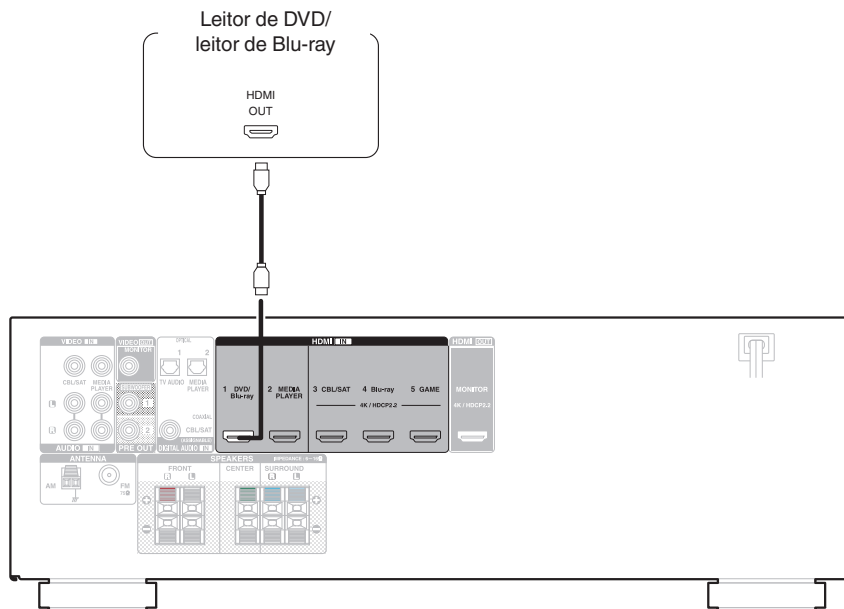 Leitor de DVD/
leitor de Blu-ray
HDMI
OUT
VIDEO IN
VIDEO OUT
MONITOR
OPTICAL
1 2
TV AUDIO
MEDIA
PLAYER
CBL/SAT
MEDIA
PLAYER
SUBWOOFER
1
2
L
R
COAXIAL
CBL/SAT
AUDIO IN
PRE OUT
DIGITAL AUDIO IN
HDMI IN
1 DVD/
Blu-ray
2 MEDIA
PLAYER
3 CBL/SAT
4 Blu-ray
5 GAME
4K / HDCP2.2
HDMI OUT
MONITOR
4K / HDCP2.2
ANTENNA
AM
FM
SPEAKERS
FRONT
R L
CENTER
SURROUND
R L